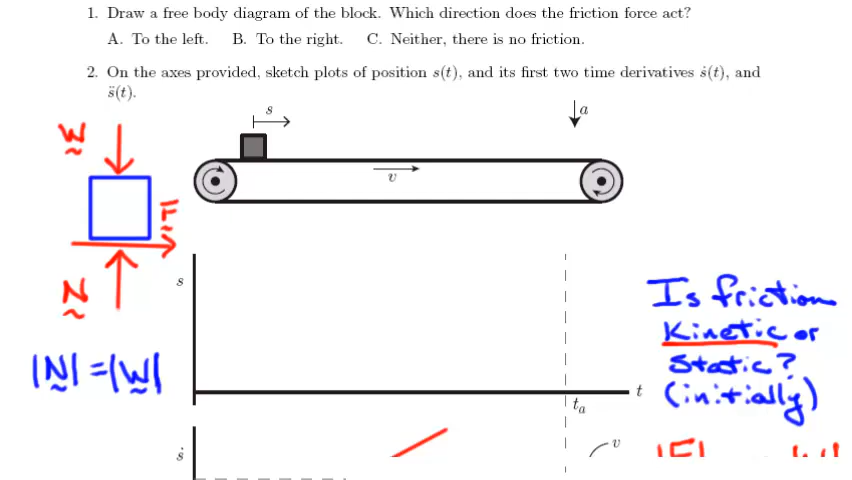 1. Draw a free body diagram of the block. Which direction does the friction force act?
A. To the left. B. To the right. C. Neither, there is no friction.
2. On the axes provided, sketch plots of position s(t), and its first two time derivatives ṡ(t), and
s̈(t).
s
a
W
v
F
N
s
Is friction
Kinetic or
Static?
(initially)
|N| = |W|
t
tₐ
ṡ
v